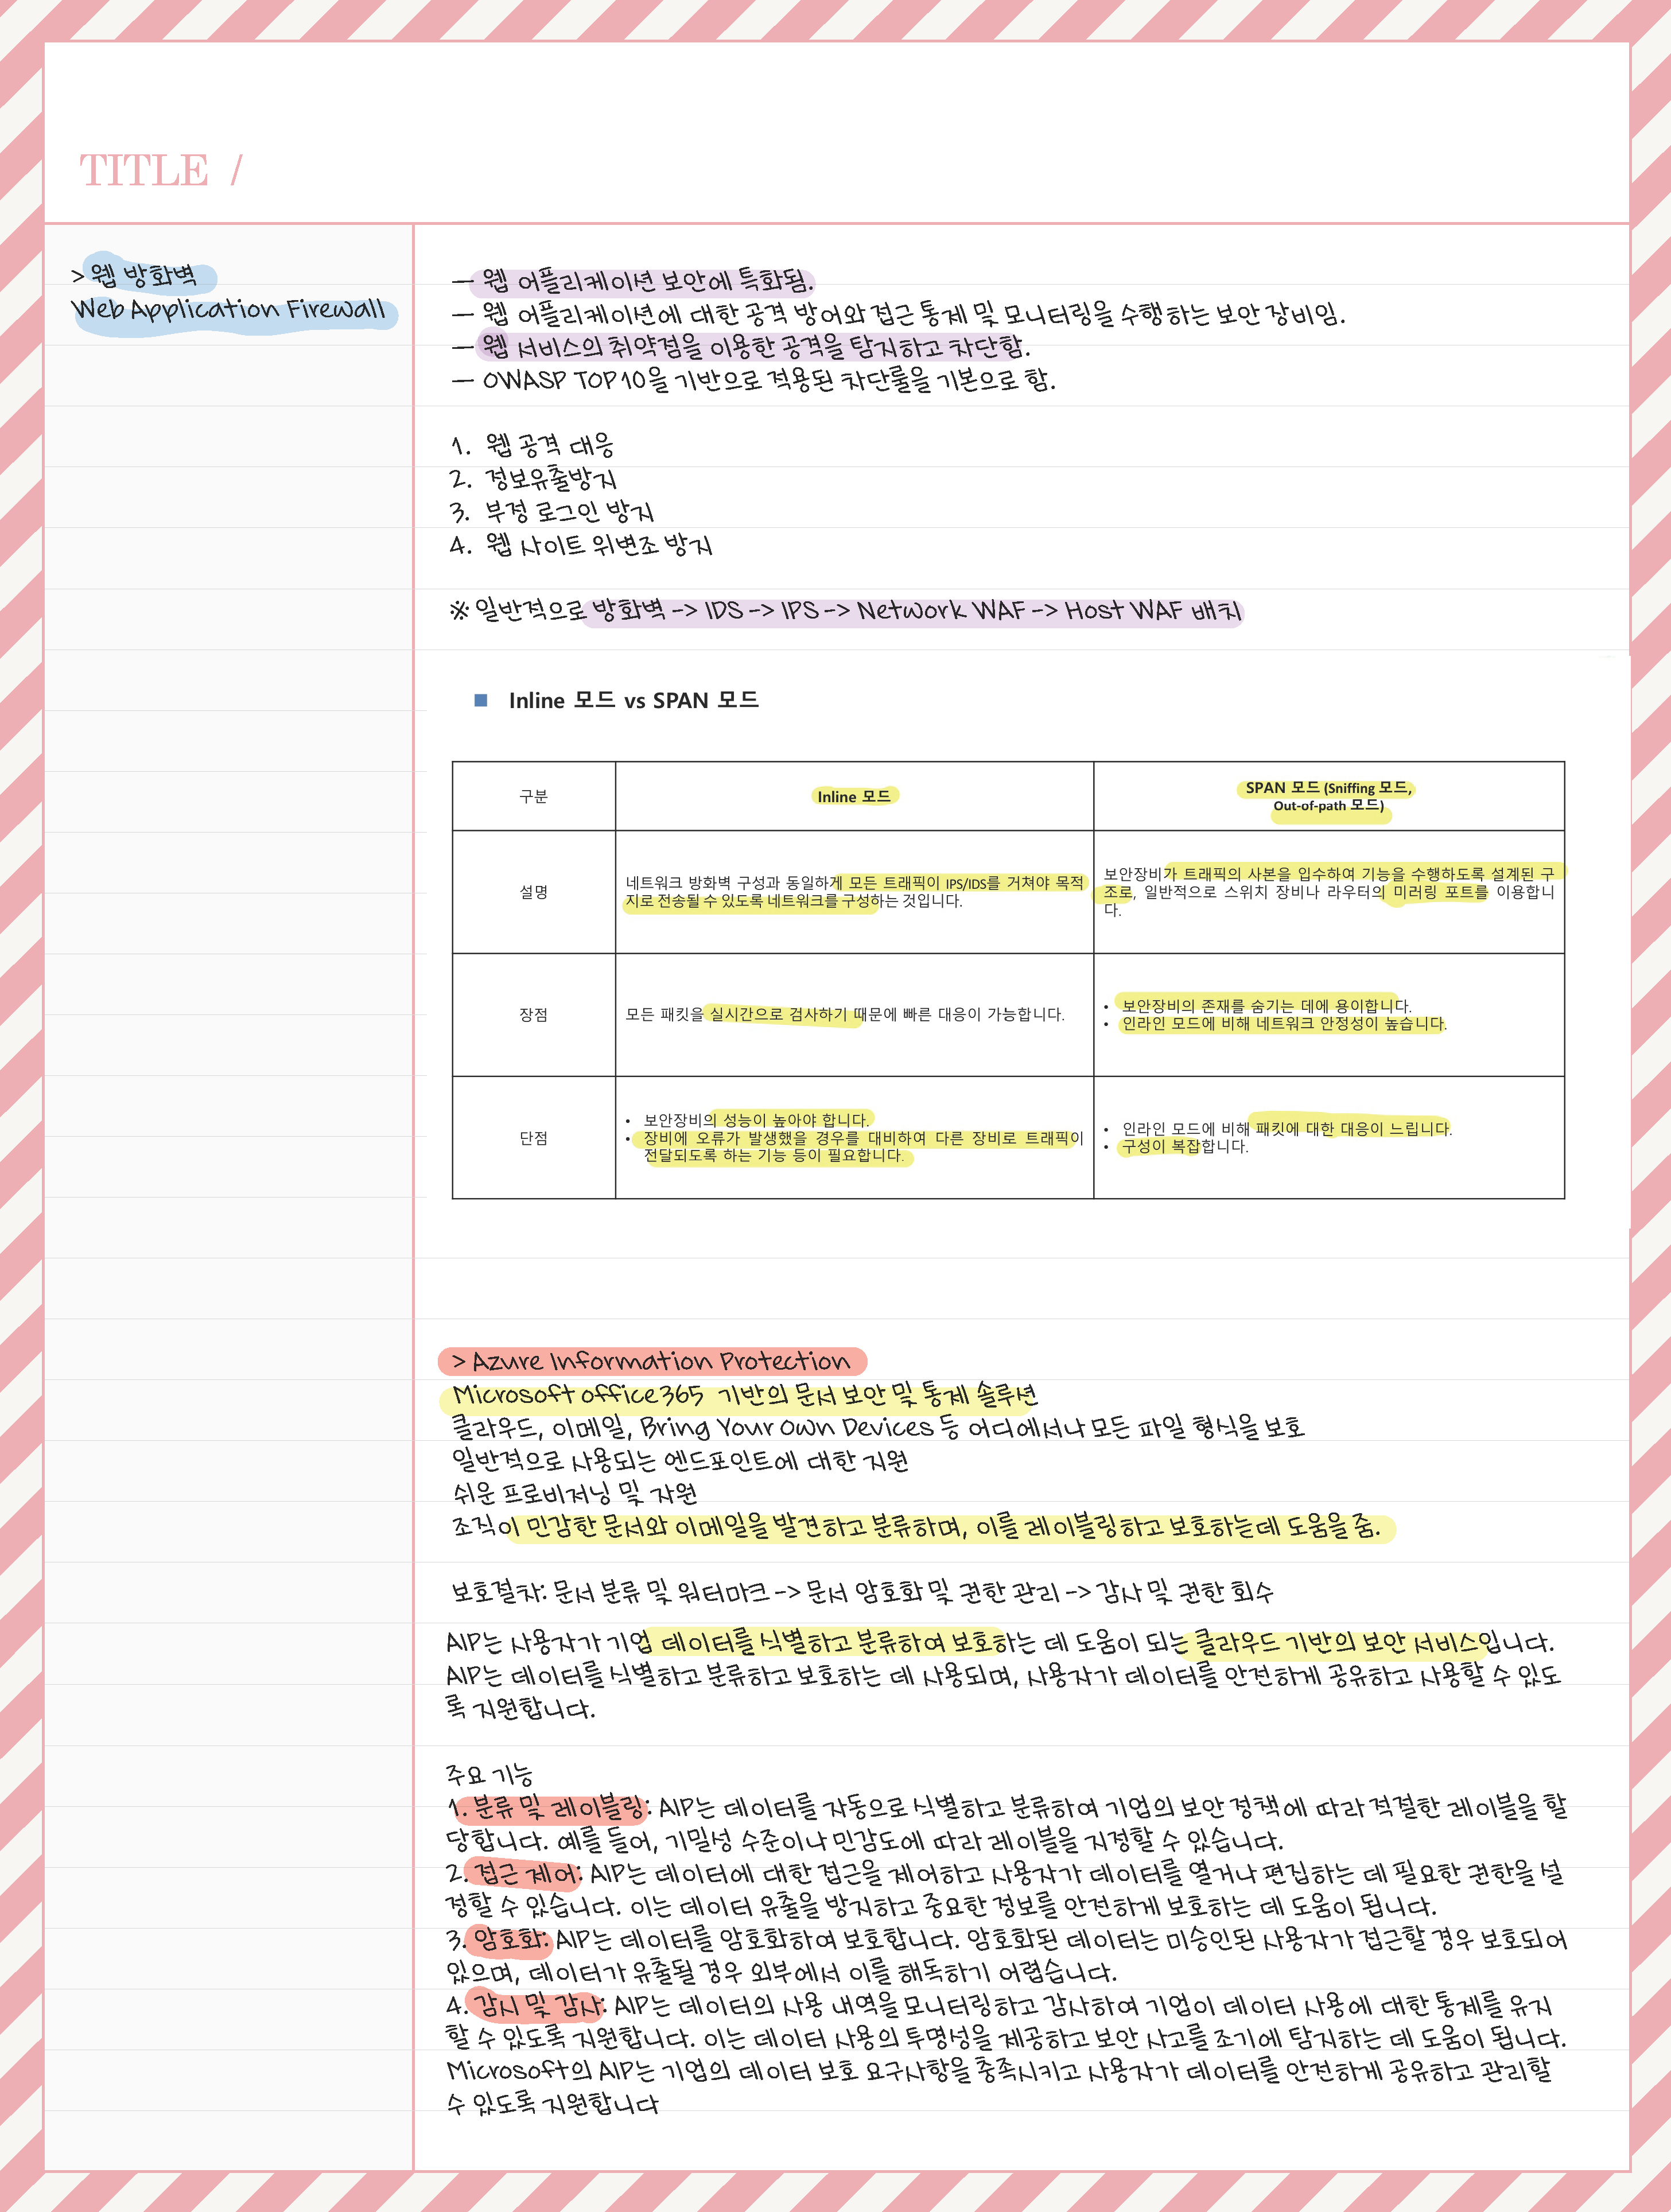 TITLE /
> 웹 방화벽
Web Application Firewall
— 웹 어플리케이션 보안에 특화됨.
— 웹 어플리케이션에 대한 공격 방어와 접근 통제 및 모니터링을 수행하는 보안 장비임.
— 웹 서비스의 취약점을 이용한 공격을 탐지하고 차단함.
— OWASP TOP10을 기반으로 적용된 차단룰을 기본으로 함.
1. 웹 공격 대응
2. 정보유출방지
3. 부정 로그인 방지
4. 웹 사이트 위변조 방지
※ 일반적으로 방화벽 -> IDS -> IPS -> Network WAF -> Host WAF 배치
■ Inline 모드 vs SPAN 모드
구분
Inline 모드
SPAN 모드 (Sniffing 모드,
Out-of-path 모드)
설명
네트워크 방화벽 구성과 동일하게 모든 트래픽이 IPS/IDS를 거쳐야 목적
지로 전송될 수 있도록 네트워크를 구성하는 것입니다.
보안장비가 트래픽의 사본을 입수하여 기능을 수행하도록 설계된 구
조로, 일반적으로 스위치 장비나 라우터의 미러링 포트를 이용합니
다.
장점
모든 패킷을 실시간으로 검사하기 때문에 빠른 대응이 가능합니다.
• 보안장비의 존재를 숨기는 데에 용이합니다.
• 인라인 모드에 비해 네트워크 안정성이 높습니다.
단점
• 보안장비의 성능이 높아야 합니다.
• 장비에 오류가 발생했을 경우를 대비하여 다른 장비로 트래픽이
전달되도록 하는 기능 등이 필요합니다.
• 인라인 모드에 비해 패킷에 대한 대응이 느립니다.
• 구성이 복잡합니다.
> Azure Information Protection
Microsoft office365 기반의 문서 보안 및 통제 솔루션
클라우드, 이메일, Bring Your Own Devices 등 어디에서나 모든 파일 형식을 보호
일반적으로 사용되는 엔드포인트에 대한 지원
쉬운 프로비저닝 및 자원
조직이 민감한 문서와 이메일을 발견하고 분류하며, 이를 레이블링하고 보호하는데 도움을 줌.
보호절차: 문서 분류 및 워터마크 -> 문서 암호화 및 권한 관리 -> 감사 및 권한 회수
AIP는 사용자가 기업 데이터를 식별하고 분류하여 보호하는 데 도움이 되는 클라우드 기반의 보안 서비스입니다.
AIP는 데이터를 식별하고 분류하고 보호하는 데 사용되며, 사용자가 데이터를 안전하게 공유하고 사용할 수 있도
록 지원합니다.
주요 기능
1. 분류 및 레이블링: AIP는 데이터를 자동으로 식별하고 분류하여 기업의 보안 정책에 따라 적절한 레이블을 할
당합니다. 예를 들어, 기밀성 수준이나 민감도에 따라 레이블을 지정할 수 있습니다.
2. 접근 제어: AIP는 데이터에 대한 접근을 제어하고 사용자가 데이터를 열거나 편집하는 데 필요한 권한을 설
정할 수 있습니다. 이는 데이터 유출을 방지하고 중요한 정보를 안전하게 보호하는 데 도움이 됩니다.
3. 암호화: AIP는 데이터를 암호화하여 보호합니다. 암호화된 데이터는 미승인된 사용자가 접근할 경우 보호되어
있으며, 데이터가 유출될 경우 외부에서 이를 해독하기 어렵습니다.
4. 감시 및 감사: AIP는 데이터의 사용 내역을 모니터링하고 감사하여 기업이 데이터 사용에 대한 통제를 유지
할 수 있도록 지원합니다. 이는 데이터 사용의 투명성을 제공하고 보안 사고를 조기에 탐지하는 데 도움이 됩니다.
Microsoft의 AIP는 기업의 데이터 보호 요구사항을 충족시키고 사용자가 데이터를 안전하게 공유하고 관리할
수 있도록 지원합니다